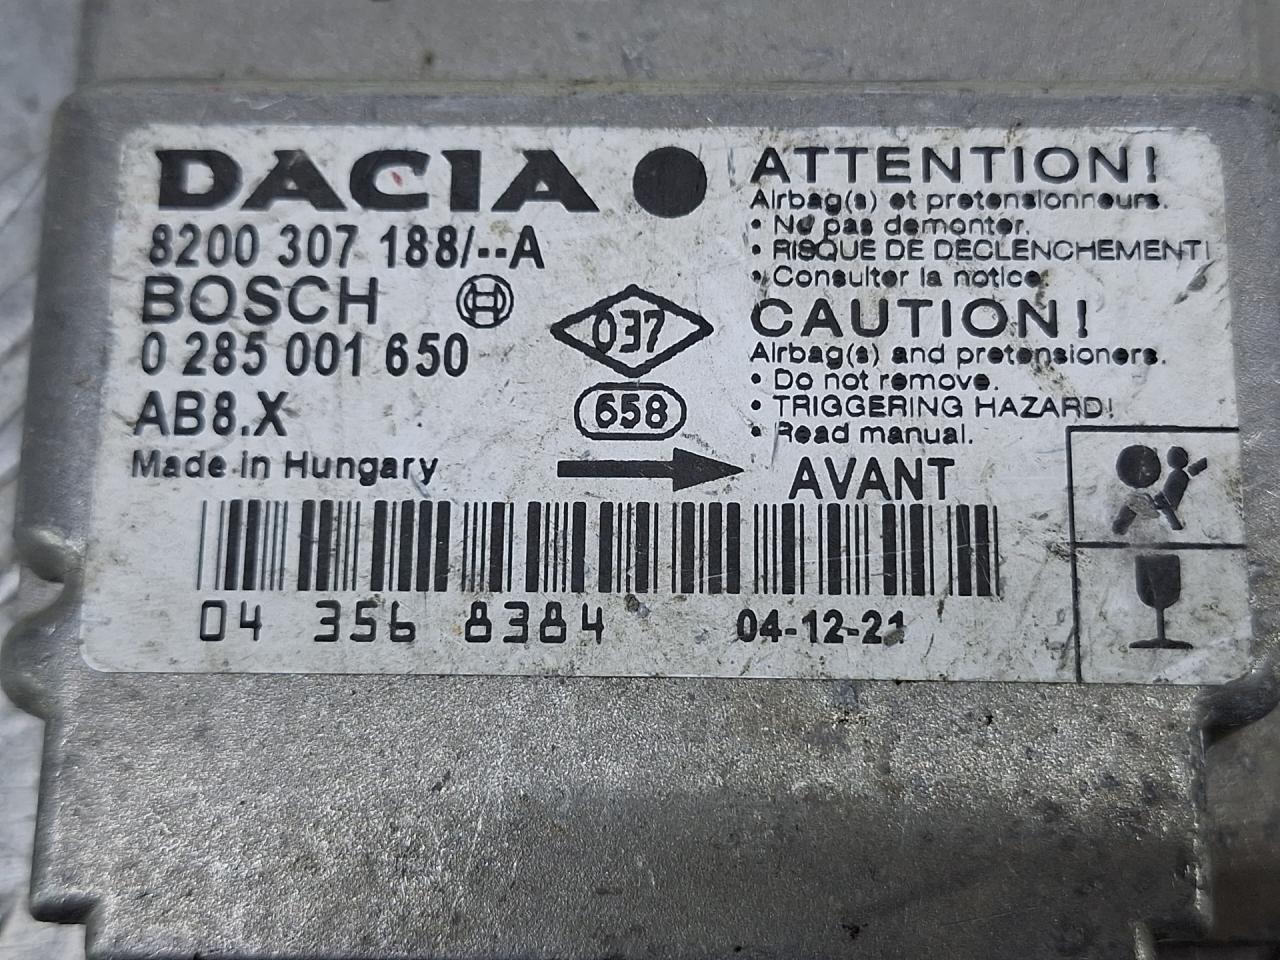 DACIA
8200 307 188/--A
BOSCH
0 285 001 650
AB8.X
Made in Hungary
037
658
ATTENTION!
Airbag(s) et pretensionneurs.
• Ne pas demonter.
• RISQUE DE DECLENCHEMENT!
• Consulter la notice.
CAUTION!
Airbag(s) and pretensioners.
• Do not remove.
• TRIGGERING HAZARD!
• Read manual.
AVANT
04 356 8384
04-12-21